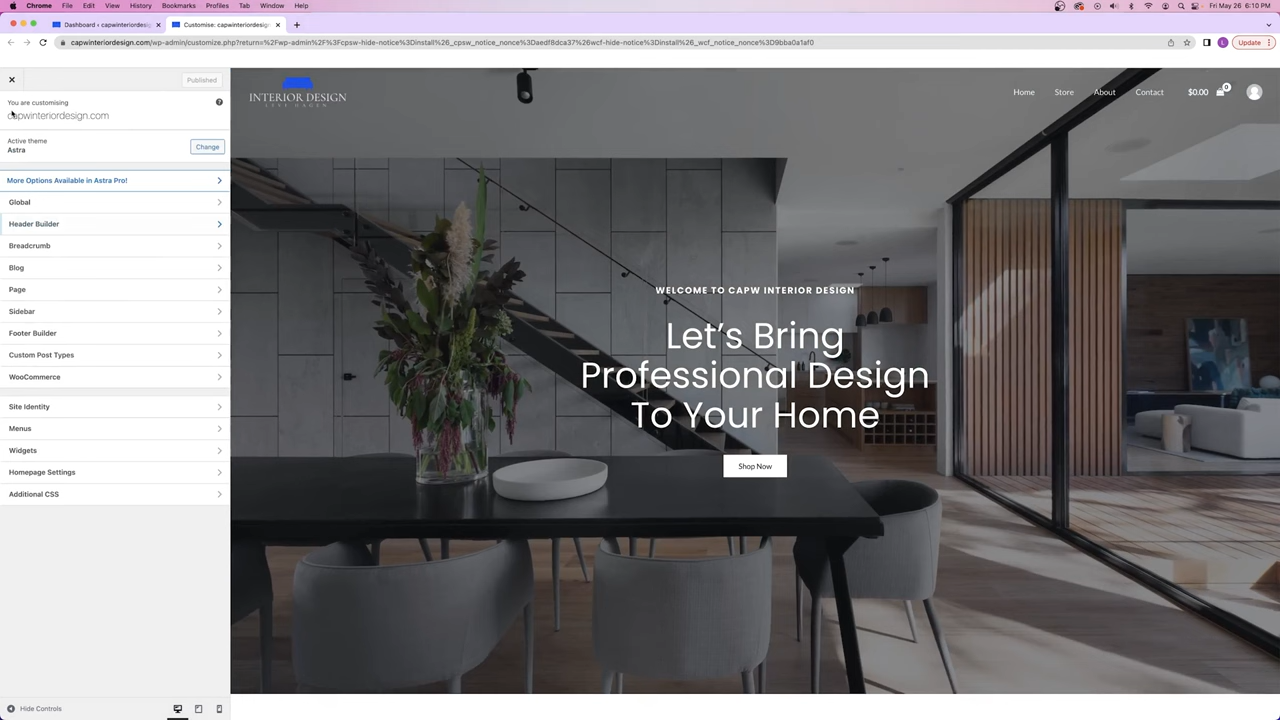 Chrome File Edit View History Bookmarks Profiles Tab Window Help
Fri May 26 6:10 PM
Dashboard ‹ capwinteriordesign
Customise: capwinteriordesign
capwinteriordesign.com/wp-admin/customize.php?return=%2Fwp-admin%2F%3Fcpsw-hide-notice%3Dinstall%26_cpsw_notice_nonce%3Daedf8dca37%26wcf-hide-notice%3Dinstall%26_wcf_notice_nonce%3D9bba0a1af0
L
Update
Published
You are customising
capwinteriordesign.com
Active theme
Astra
Change
More Options Available in Astra Pro!
Global
Header Builder
Breadcrumb
Blog
Page
Sidebar
Footer Builder
Custom Post Types
WooCommerce
Site Identity
Menus
Widgets
Homepage Settings
Additional CSS
Hide Controls
INTERIOR DESIGN
Home Store About Contact $0.00 0
WELCOME TO CAPW INTERIOR DESIGN
Let's Bring
Professional Design
To Your Home
Shop Now